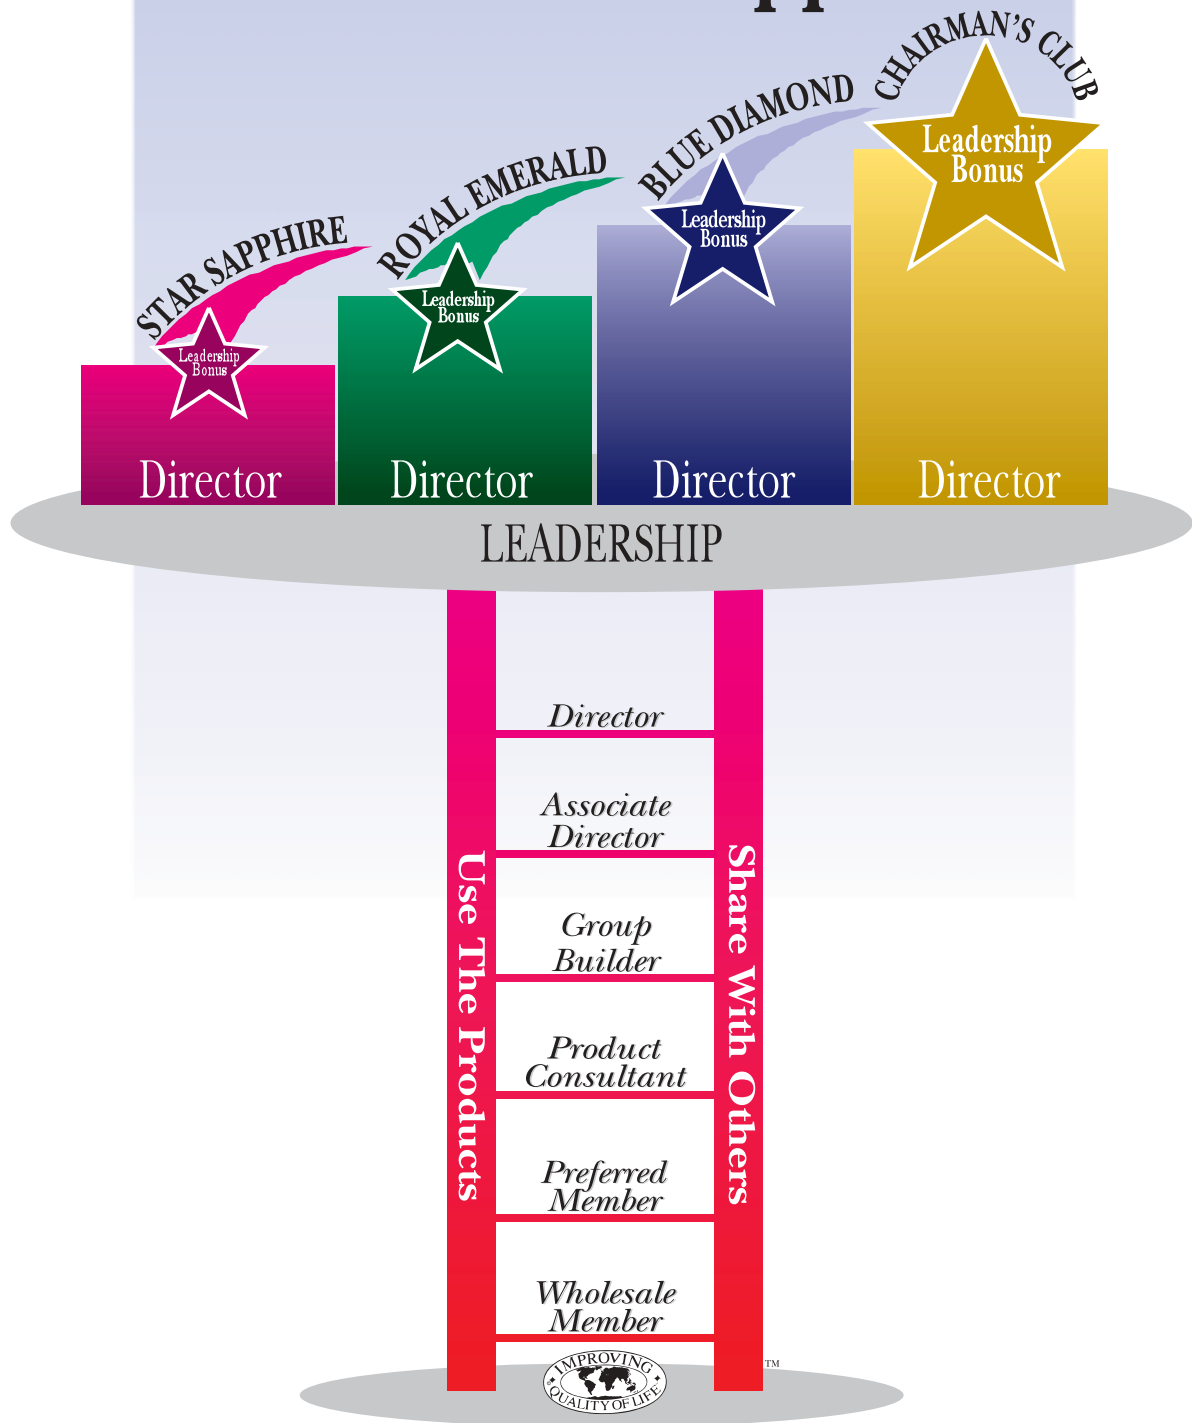 CHAIRMAN'S CLUB
BLUE DIAMOND
ROYAL EMERALD
STAR SAPPHIRE
Leadership
Bonus
Leadership
Bonus
Leadership
Bonus
Leadership
Bonus
Director
Director
Director
Director
LEADERSHIP
Director
Associate
Director
Group
Builder
Product
Consultant
Preferred
Member
Wholesale
Member
Use The Products
Share With Others
IMPROVING
QUALITY OF LIFE
TM